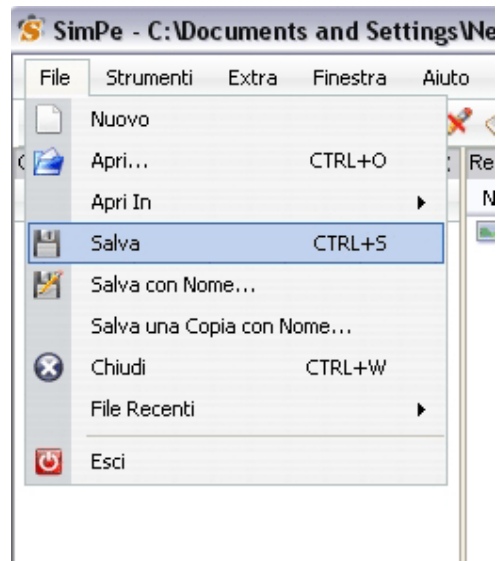 SimPe - C:\Documents and Settings\Ne
File Strumenti Extra Finestra Aiuto
Nuovo
Apri... CTRL+O
Re
Apri In
N
Salva CTRL+S
Salva con Nome...
Salva una Copia con Nome...
Chiudi CTRL+W
File Recenti
Esci